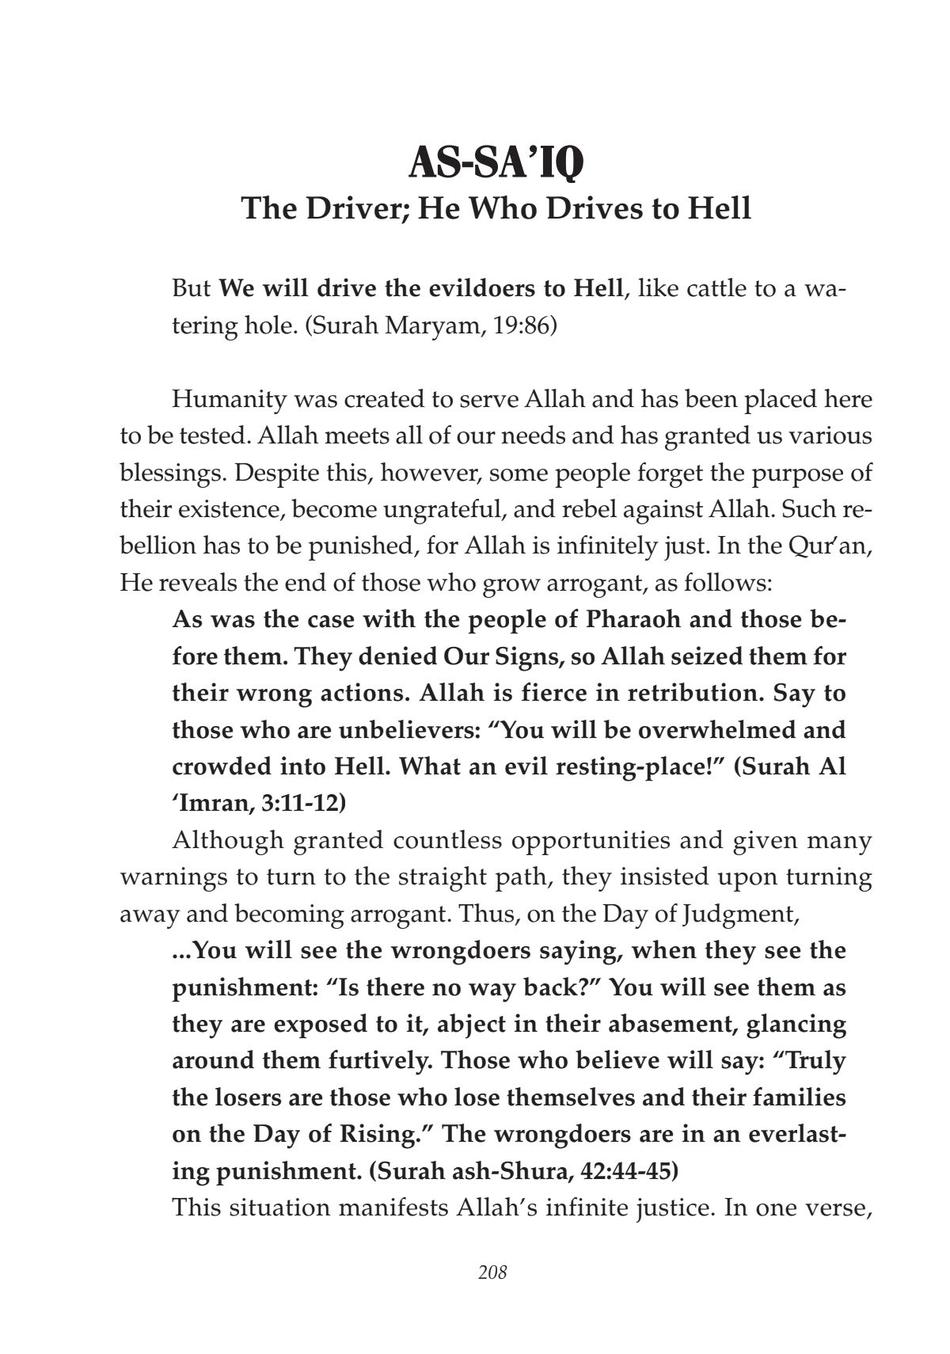 AS-SA’IQ
The Driver; He Who Drives to Hell
But We will drive the evildoers to Hell, like cattle to a wa-
tering hole. (Surah Maryam, 19:86)
Humanity was created to serve Allah and has been placed here
to be tested. Allah meets all of our needs and has granted us various
blessings. Despite this, however, some people forget the purpose of
their existence, become ungrateful, and rebel against Allah. Such re-
bellion has to be punished, for Allah is infinitely just. In the Qur’an,
He reveals the end of those who grow arrogant, as follows:
As was the case with the people of Pharaoh and those be-
fore them. They denied Our Signs, so Allah seized them for
their wrong actions. Allah is fierce in retribution. Say to
those who are unbelievers: “You will be overwhelmed and
crowded into Hell. What an evil resting-place!” (Surah Al
‘Imran, 3:11-12)
Although granted countless opportunities and given many
warnings to turn to the straight path, they insisted upon turning
away and becoming arrogant. Thus, on the Day of Judgment,
...You will see the wrongdoers saying, when they see the
punishment: “Is there no way back?” You will see them as
they are exposed to it, abject in their abasement, glancing
around them furtively. Those who believe will say: “Truly
the losers are those who lose themselves and their families
on the Day of Rising.” The wrongdoers are in an everlast-
ing punishment. (Surah ash-Shura, 42:44-45)
This situation manifests Allah’s infinite justice. In one verse,
208